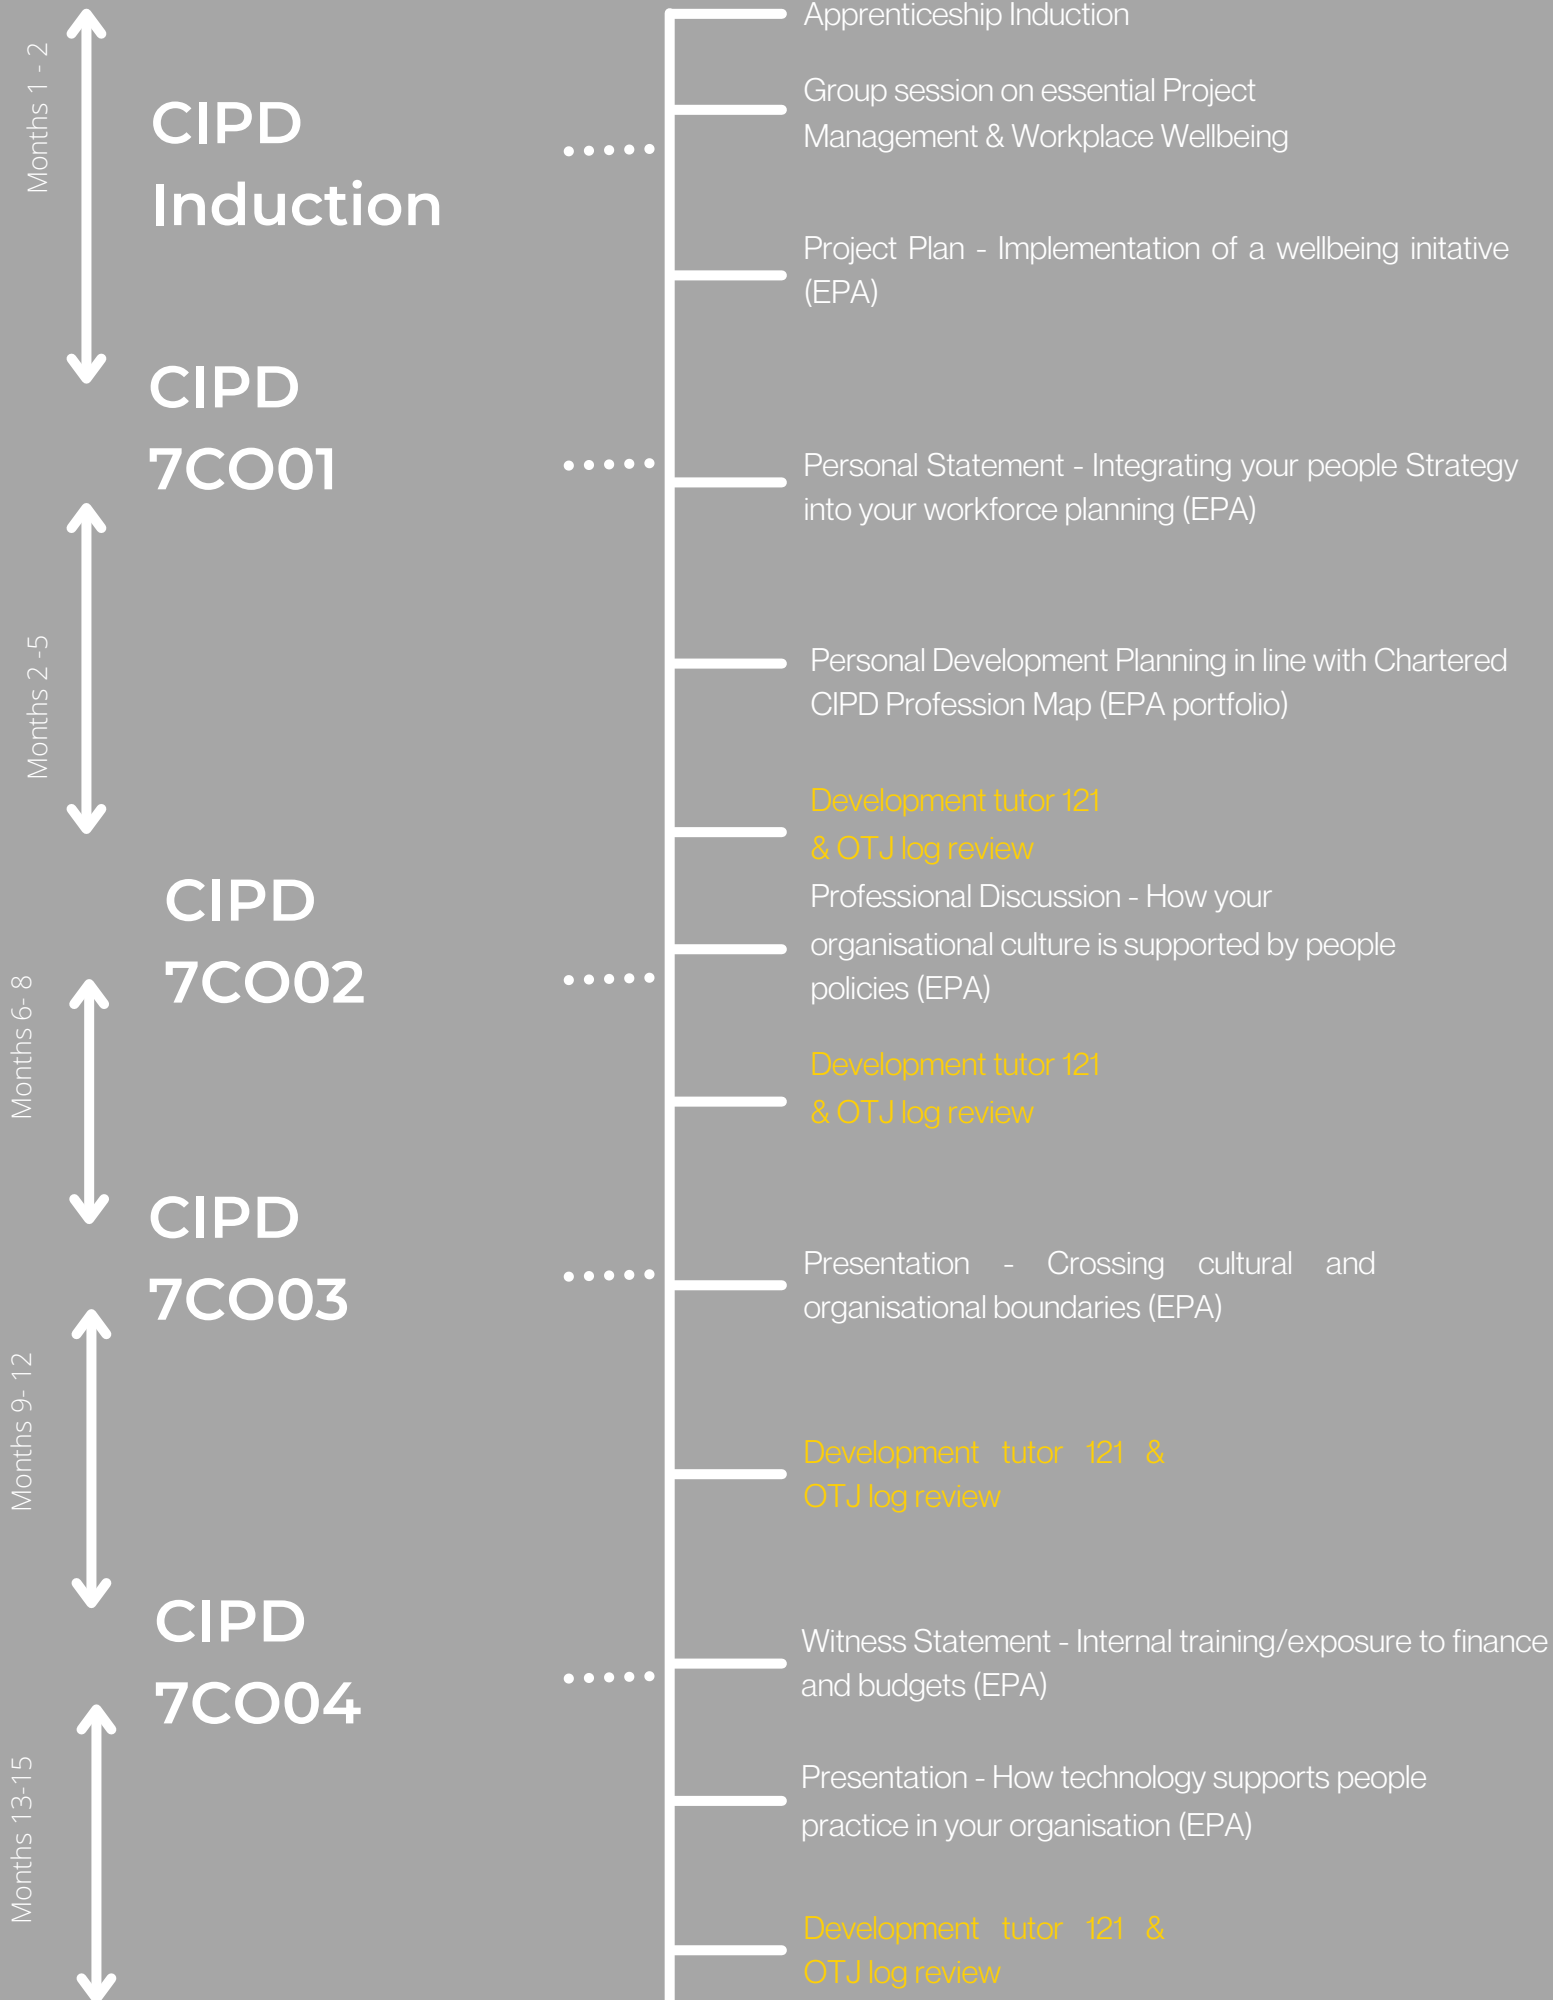 Months 1 - 2
CIPD
Induction
Apprenticeship Induction
Group session on essential Project
Management & Workplace Wellbeing
Project Plan - Implementation of a wellbeing initative
(EPA)
CIPD
7CO01
Personal Statement - Integrating your people Strategy
into your workforce planning (EPA)
Months 2 -5
Personal Development Planning in line with Chartered
CIPD Profession Map (EPA portfolio)
Development tutor 121
& OTJ log review
CIPD
7CO02
Professional Discussion - How your
organisational culture is supported by people
policies (EPA)
Months 6- 8
Development tutor 121
& OTJ log review
CIPD
7CO03
Presentation - Crossing cultural and
organisational boundaries (EPA)
Months 9- 12
Development tutor 121 &
OTJ log review
CIPD
7CO04
Witness Statement - Internal training/exposure to finance
and budgets (EPA)
Months 13-15
Presentation - How technology supports people
practice in your organisation (EPA)
Development tutor 121 &
OTJ log review